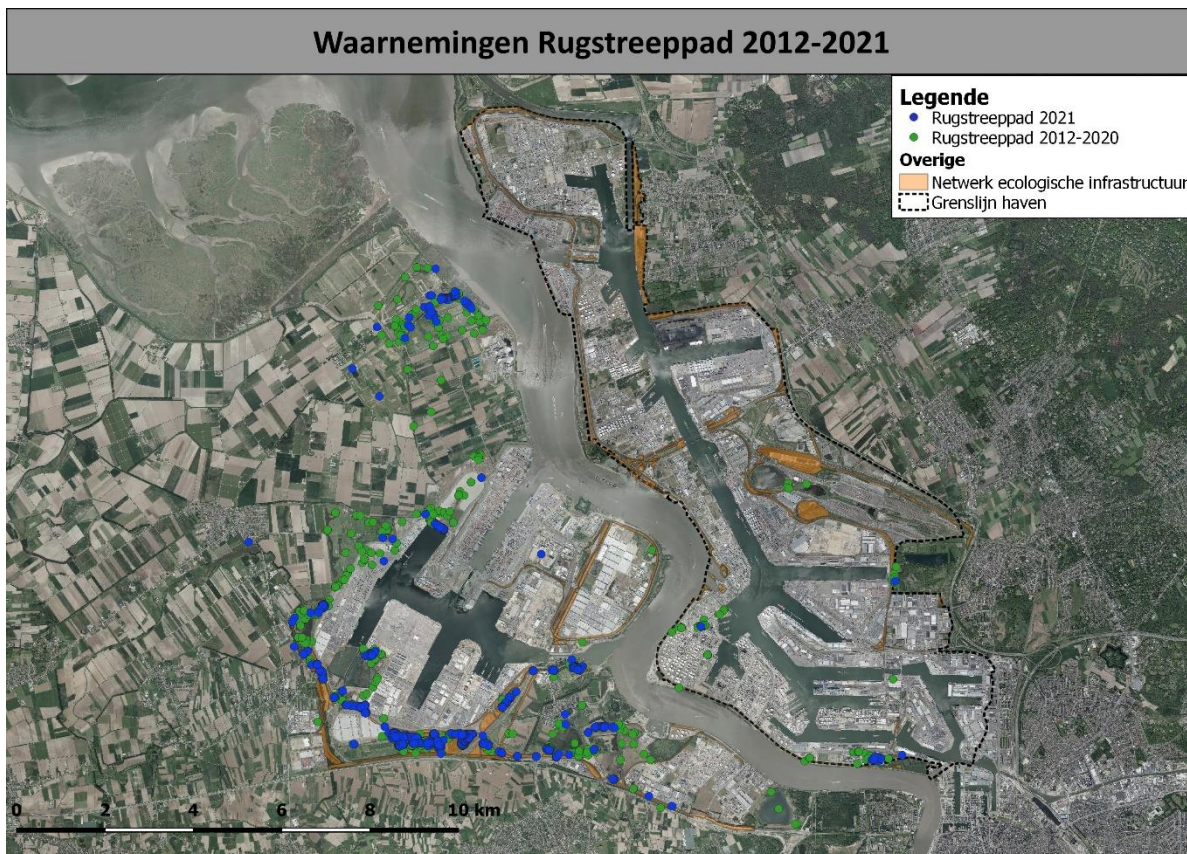 Waarnemingen Rugstreeppad 2012-2021
Legende
Rugstreeppad 2021
Rugstreeppad 2012-2020
Overige
Netwerk ecologische infrastructuur
Grenslijn haven
0 2 4 6 8 10 km